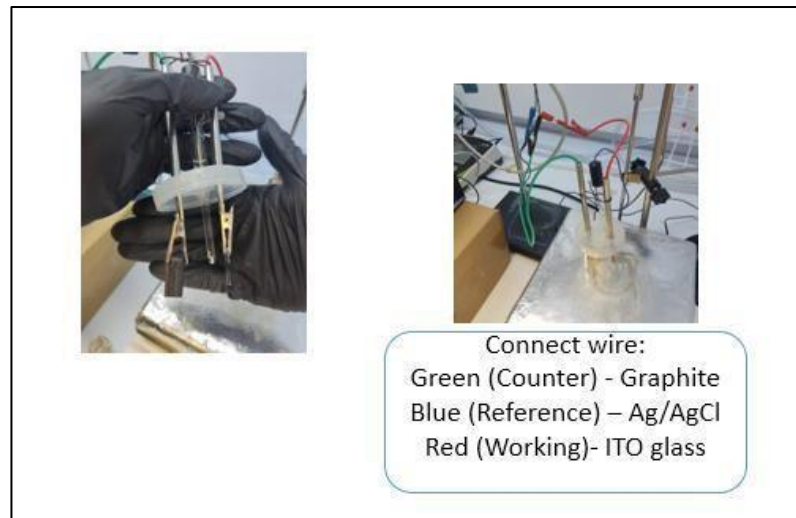 Connect wire:
Green (Counter) - Graphite
Blue (Reference) – Ag/AgCl
Red (Working)- ITO glass